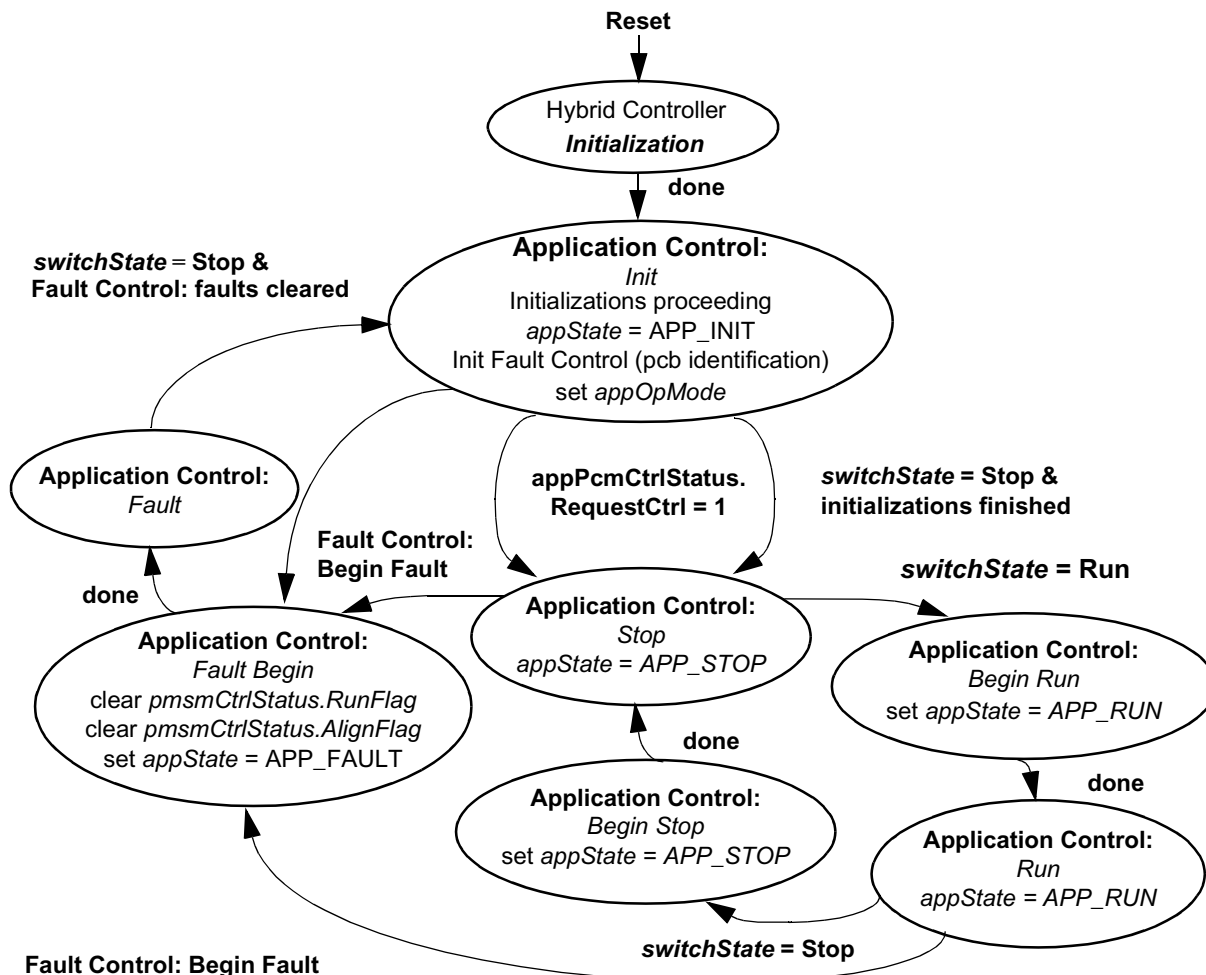 Reset
Hybrid Controller
Initialization
done
switchState = Stop &
Fault Control: faults cleared
Application Control:
Init
Initializations proceeding
appState = APP_INIT
Init Fault Control (pcb identification)
set appOpMode
Application Control:
Fault
appPcmCtrlStatus.
RequestCtrl = 1
switchState = Stop &
initializations finished
Fault Control:
Begin Fault
switchState = Run
done
Application Control:
Fault Begin
clear pmsmCtrlStatus.RunFlag
clear pmsmCtrlStatus.AlignFlag
set appState = APP_FAULT
Application Control:
Stop
appState = APP_STOP
Application Control:
Begin Run
set appState = APP_RUN
done
done
Application Control:
Begin Stop
set appState = APP_STOP
Application Control:
Run
appState = APP_RUN
switchState = Stop
Fault Control: Begin Fault